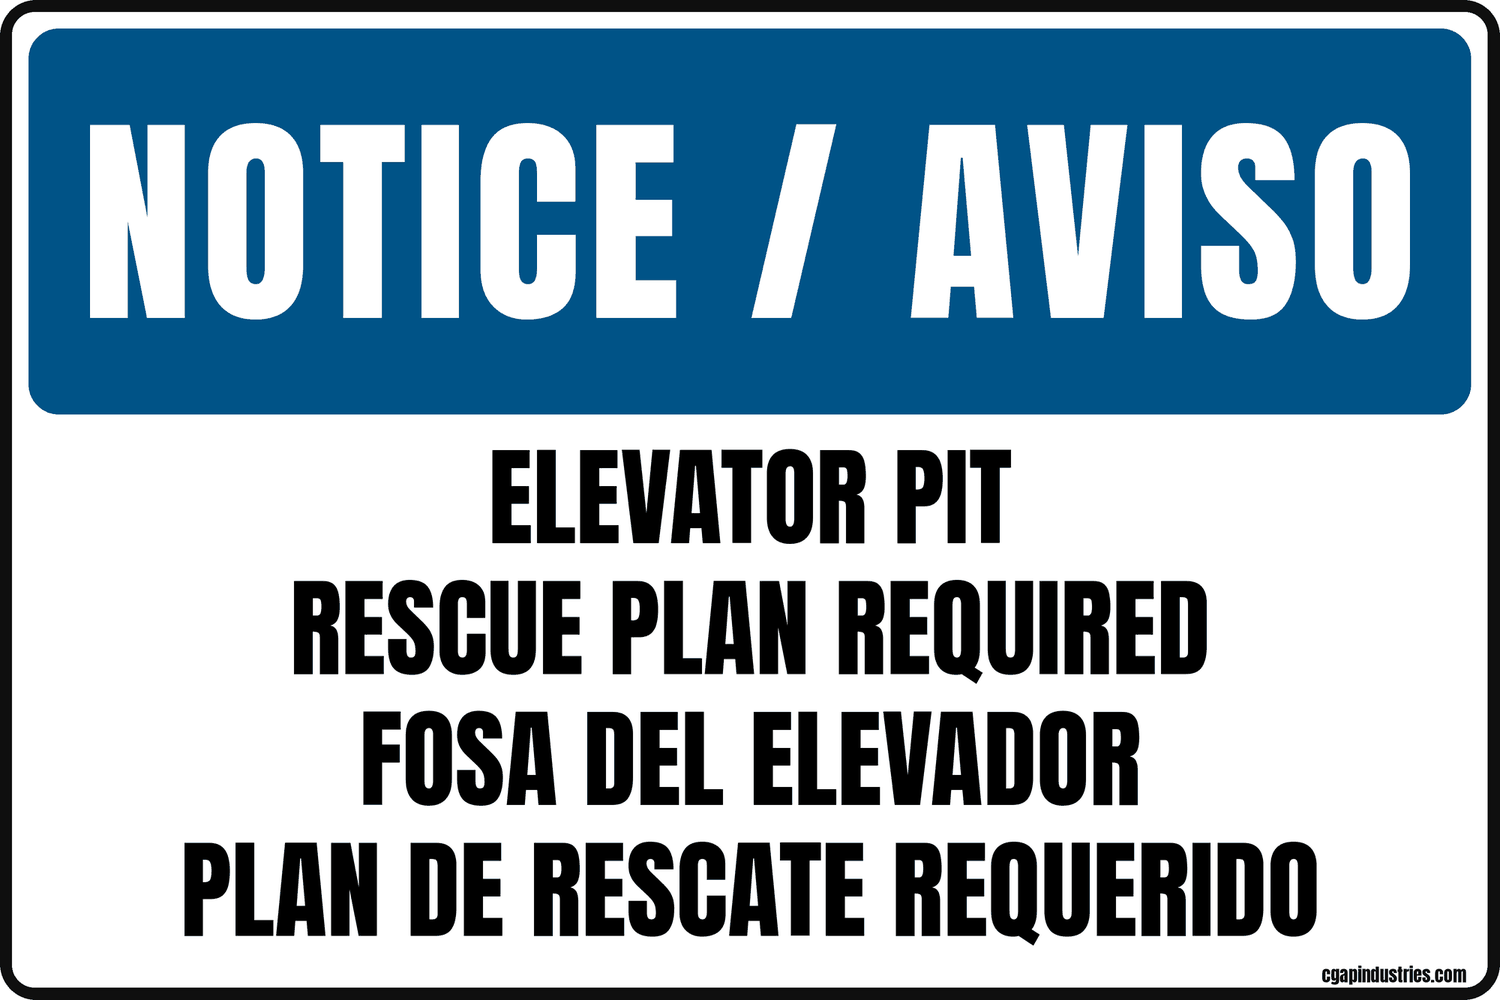 NOTICE / AVISO
ELEVATOR PIT
RESCUE PLAN REQUIRED
FOSA DEL ELEVADOR
PLAN DE RESCATE REQUERIDO
cgapindustries.com